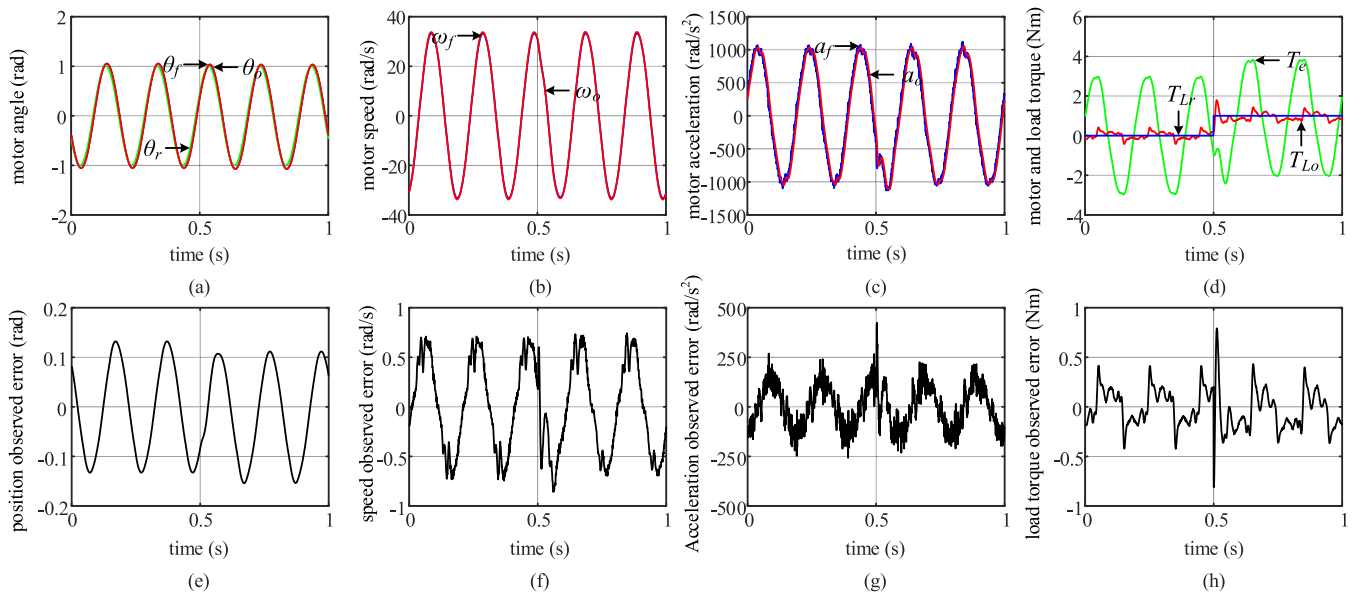 motor angle (rad)
2
1
0
-1
-2
θf
θo
θr
0
0.5
1
time (s)
(a)
motor speed (rad/s)
40
20
0
-20
-40
ωf
ωo
0
0.5
1
time (s)
(b)
motor acceleration (rad/s²)
1500
1000
500
0
-500
-1000
-1500
af
ao
0
0.5
1
time (s)
(c)
motor and load torque (Nm)
6
4
2
0
-2
-4
Te
TLr
TLo
0
0.5
1
time (s)
(d)
position observed error (rad)
0.2
0.1
0
-0.1
-0.2
0
0.5
1
time (s)
(e)
speed observed error (rad/s)
1
0.5
0
-0.5
-1
0
0.5
1
time (s)
(f)
Acceleration observed error (rad/s²)
500
250
0
-250
-500
0
0.5
1
time (s)
(g)
load torque observed error (Nm)
1
0.5
0
-0.5
-1
0
0.5
1
time (s)
(h)